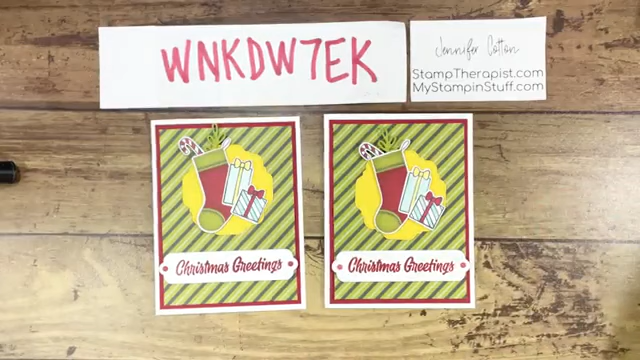 WNKDW7EK
Jennifer Cotton
StampTherapist.com
MyStampinStuff.com
Christmas Greetings
Christmas Greetings